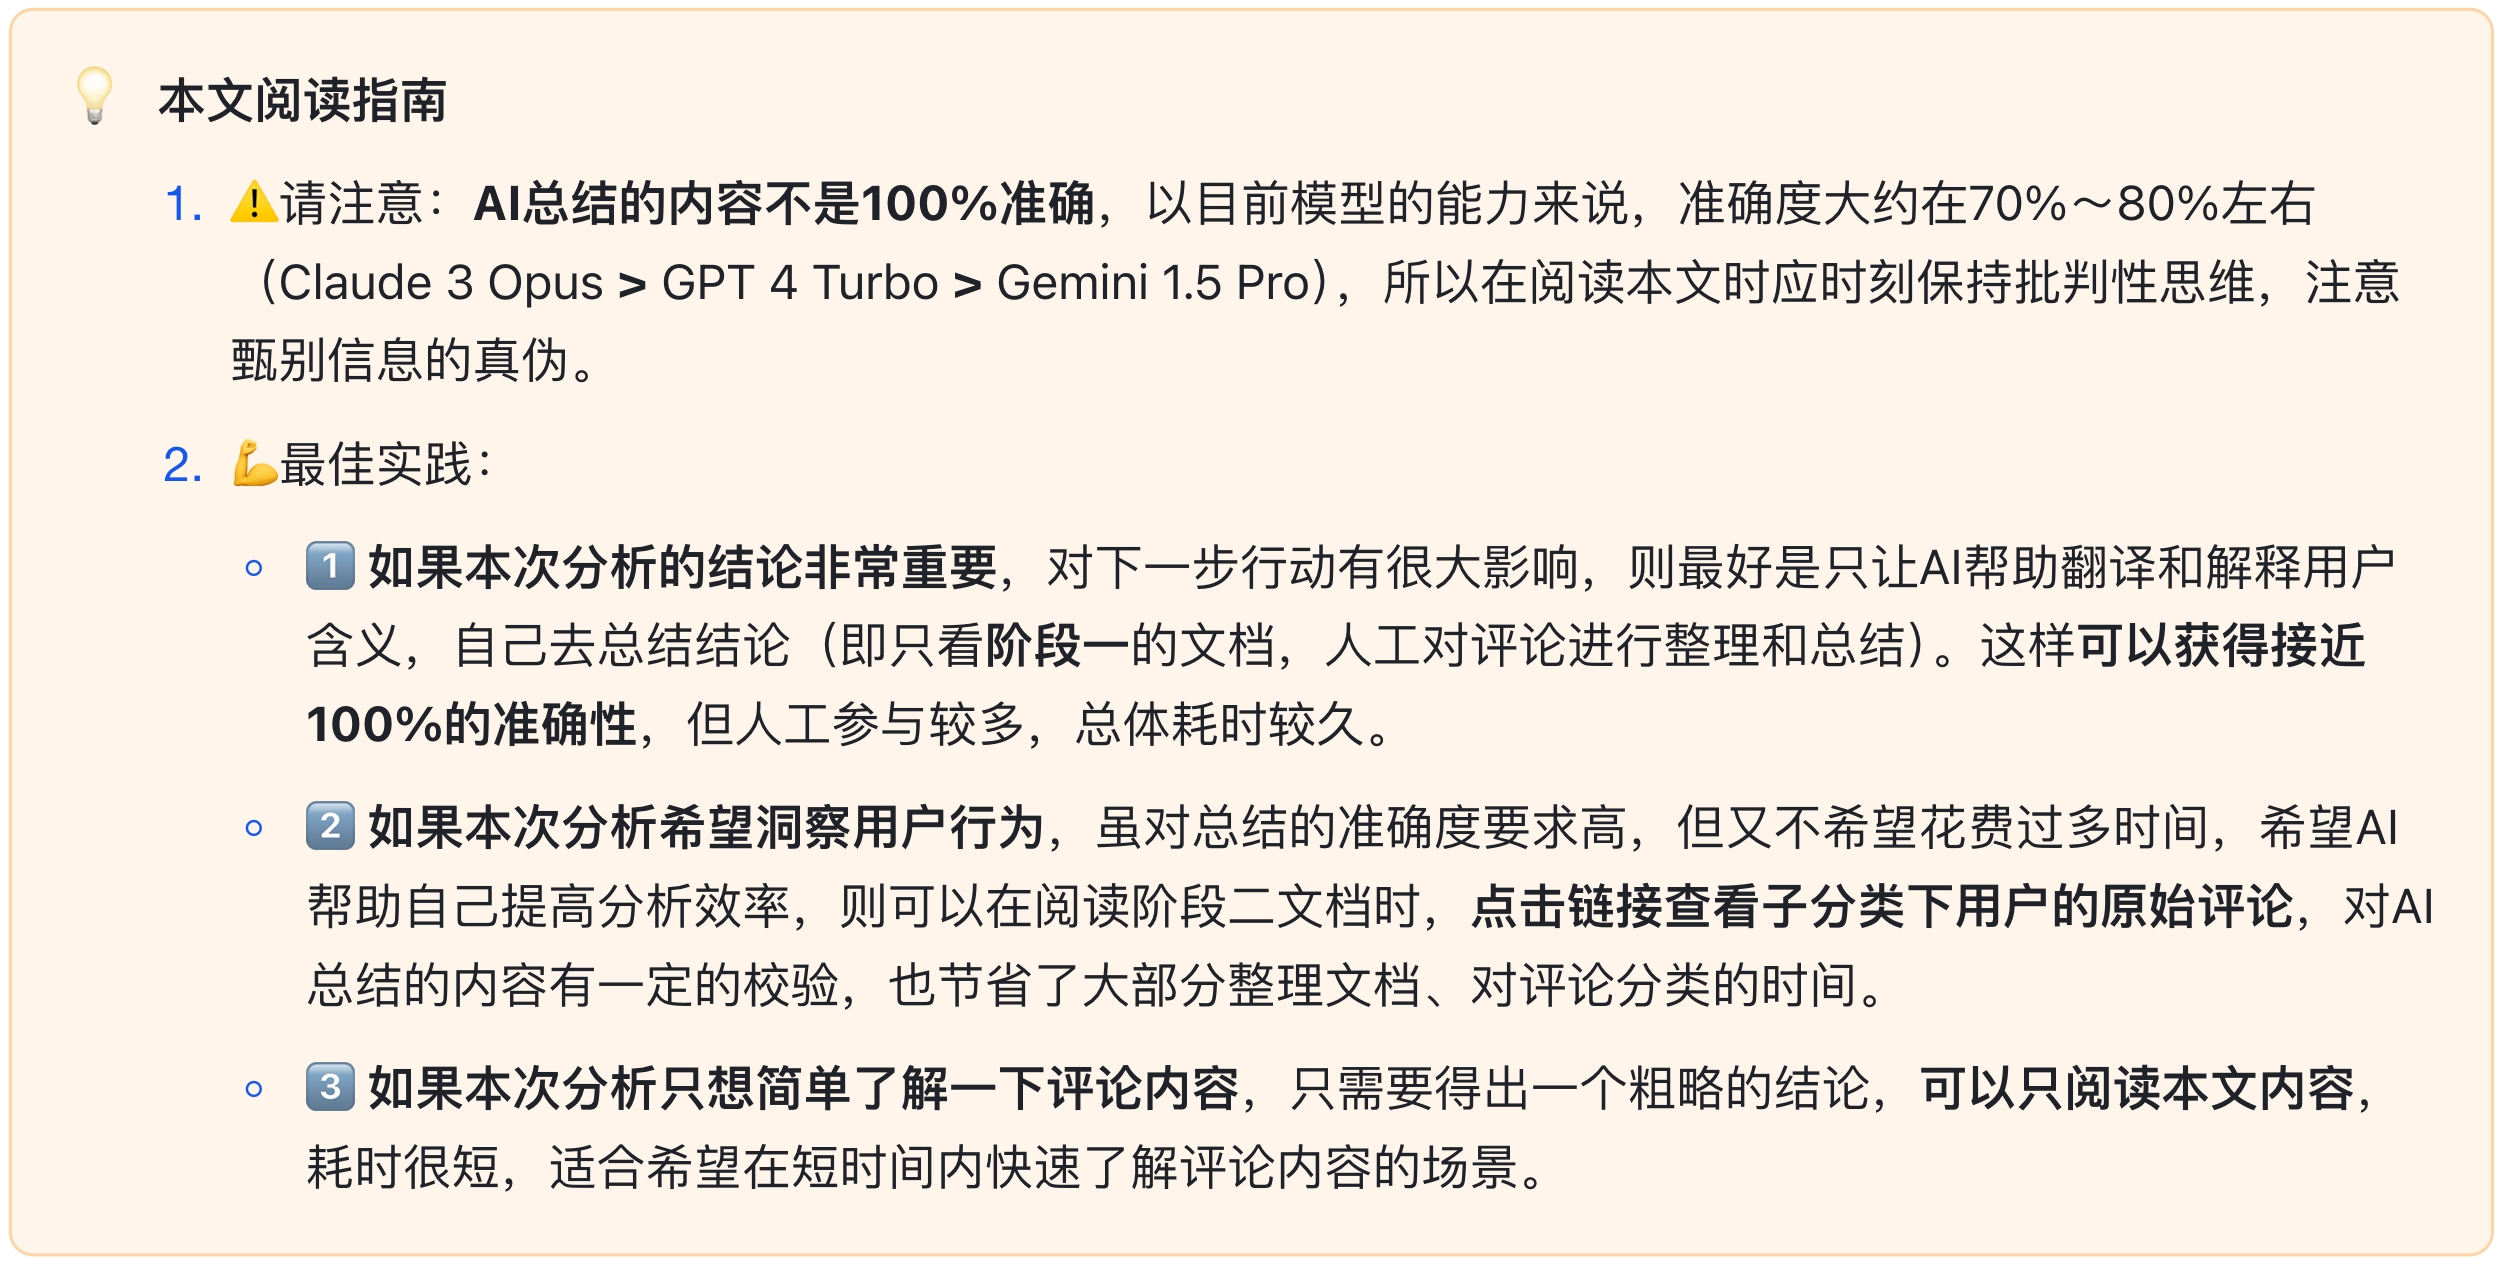 💡 本文阅读指南
1. ⚠️请注意：AI总结的内容不是100%准确，以目前模型的能力来说，准确度大约在70%～80%左右
（Claude 3 Opus > GPT 4 Turbo > Gemini 1.5 Pro），所以在阅读本文时应时刻保持批判性思维，注意
甄别信息的真伪。
2. 💪最佳实践：
○ 1️⃣ 如果本次分析的结论非常重要，对下一步行动有很大影响，则最好是只让AI帮助翻译和解释用户
含义，自己去总结结论（即只看阶段一的文档，人工对评论进行整理和总结）。这样可以获得接近
100%的准确性，但人工参与较多，总体耗时较久。
○ 2️⃣ 如果本次分析希望洞察用户行为，虽对总结的准确度要求高，但又不希望花费过多时间，希望AI
帮助自己提高分析效率，则可以在阅读阶段二文档时，点击链接查看子分类下用户的原始评论，对AI
总结的内容有一定的校验，也节省了大部分整理文档、对评论分类的时间。
○ 3️⃣ 如果本次分析只想简单了解一下评论内容，只需要得出一个粗略的结论，可以只阅读本文内容，
耗时很短，适合希望在短时间内快速了解评论内容的场景。